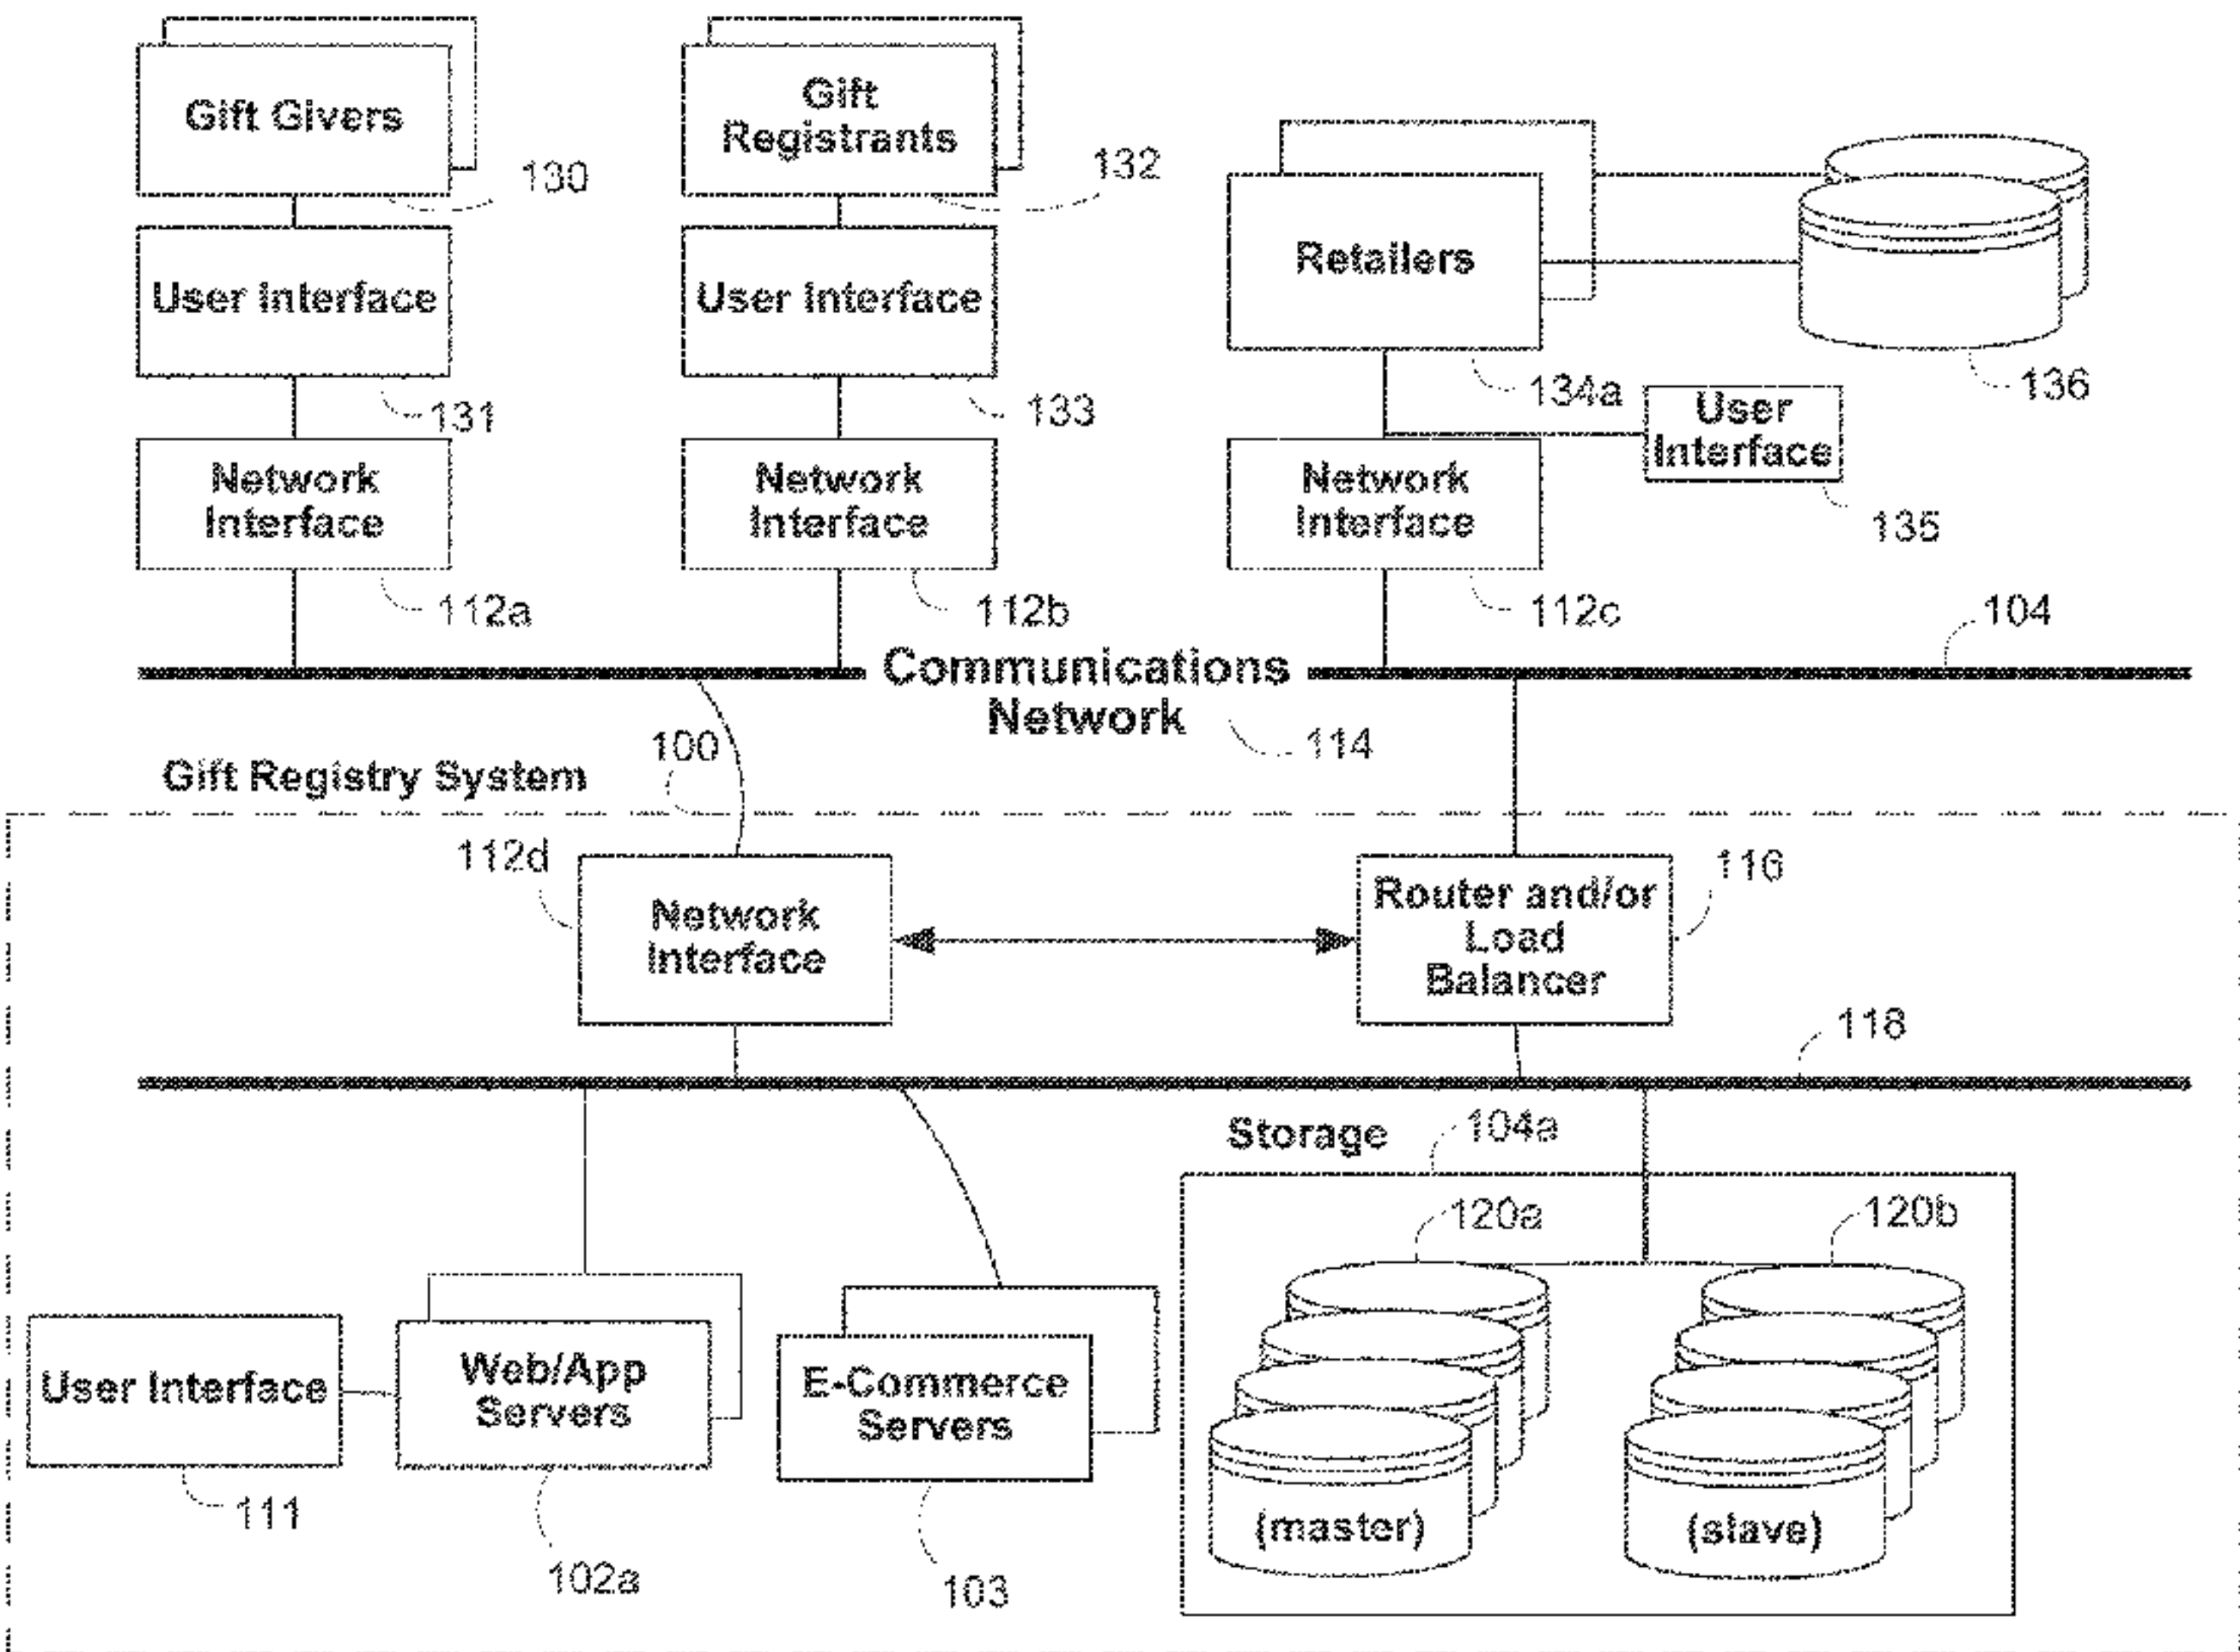 Gift Givers
130
Gift
Registrants
132
User Interface
131
User Interface
133
Retailers
134a
136
User
Interface
135
Network
Interface
112a
Network
Interface
112b
Network
Interface
112c
104
Communications
Network
114
Gift Registry System
100
112d
Network
Interface
Router and/or
Load
Balancer
116
118
Storage
104a
120a
120b
User Interface
111
Web/App
Servers
102a
E-Commerce
Servers
103
(master)
(slave)